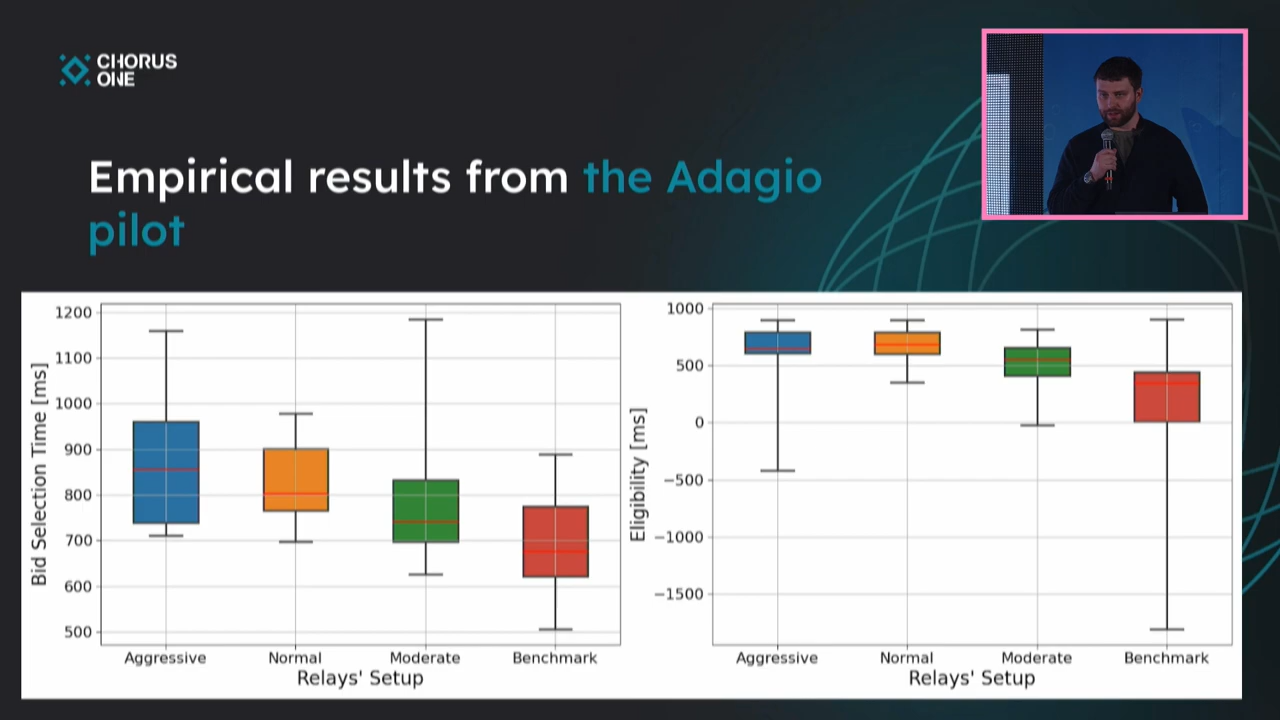 CHORUS
ONE
Empirical results from the Adagio
pilot
Bid Selection Time [ms]
1200
1100
1000
900
800
700
600
500
Aggressive Normal Moderate Benchmark
Relays' Setup
Eligibility [ms]
1000
500
0
−500
−1000
−1500
Aggressive Normal Moderate Benchmark
Relays' Setup